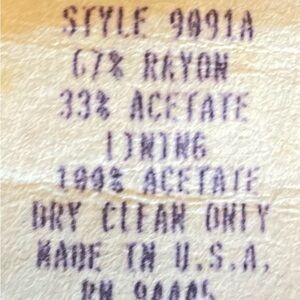 STYLE 9091A
67% RAYON
33% ACETATE
LINING
100% ACETATE
DRY CLEAN ONLY
MADE IN U.S.A.
RN